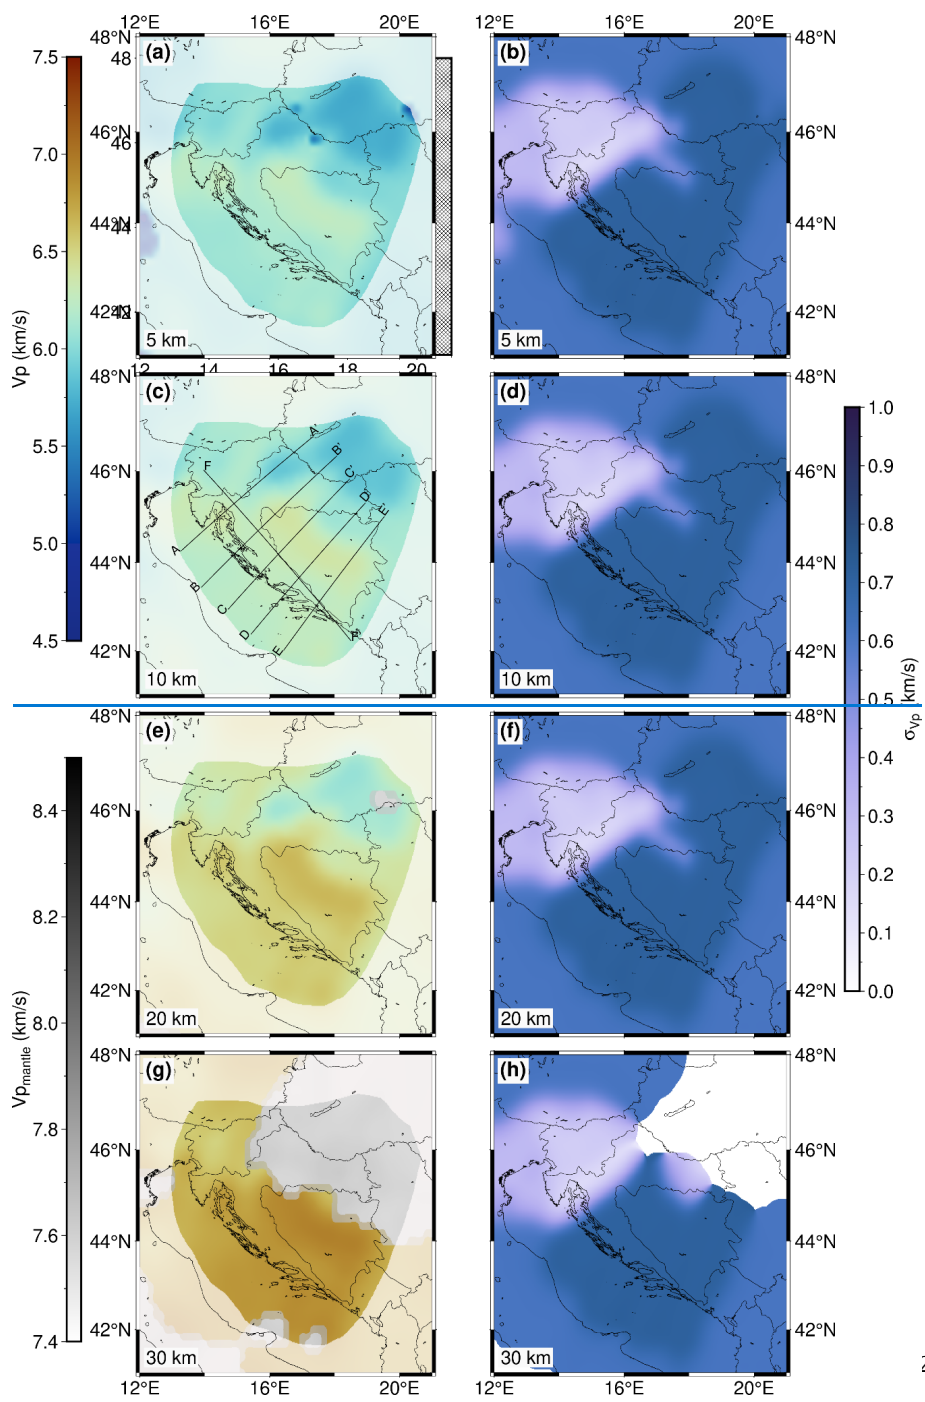 12°E 16°E 20°E 12°E 16°E 20°E
48°N (a) (b) 48°N
7.5 48
7.0
46°N 46°N
46
6.5
44°N 44 44°N
6.0
Vp (km/s)
42°N 42 42°N
5 km 5 km
12 14 16 18 20
48°N (c) (d) 48°N
5.5
A' B' C' D' E'
F
46°N 46°N
5.0
A B C D E F'
44°N 44°N
4.5
42°N 42°N
10 km 10 km
1.0
0.9
0.8
0.7
0.6
0.5
0.4
0.3
0.2
0.1
0.0
σVp (km/s)
48°N (e) (f) 48°N
46°N 46°N
8.4
44°N 44°N
8.2
42°N 42°N
20 km 20 km
8.0
Vpmantle (km/s)
48°N (g) (h) 48°N
7.8
46°N 46°N
7.6
44°N 44°N
7.4
42°N 42°N
30 km 30 km
12°E 16°E 20°E 12°E 16°E 20°E